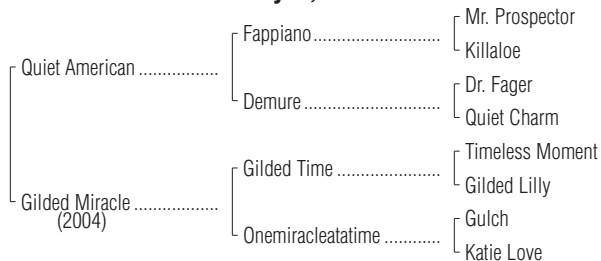 Mr. Prospector
Fappiano
Killaloe
Quiet American
Dr. Fager
Demure
Quiet Charm
Timeless Moment
Gilded Time
Gilded Lilly
Gilded Miracle
(2004)
Gulch
Onemiracleatatime
Katie Love